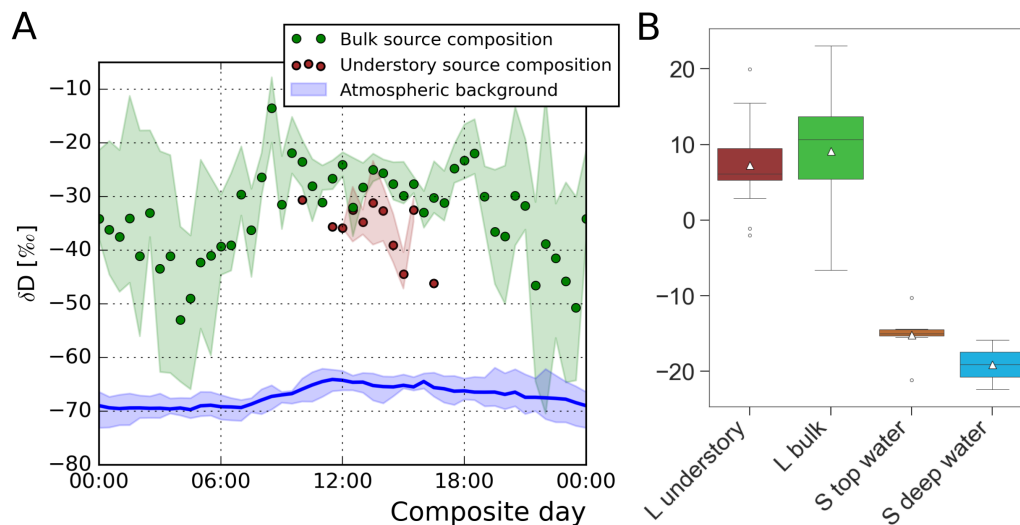 A
Bulk source composition
Understory source composition
Atmospheric background
δD [‰]
−10
−20
−30
−40
−50
−60
−70
−80
00:00 06:00 12:00 18:00 00:00
Composite day
B
20
10
0
−10
−20
L understory
L bulk
S top water
S deep water